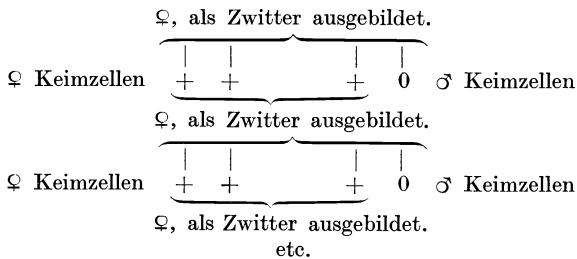 ♀, als Zwitter ausgebildet.
♀ Keimzellen + + + 0 ♂ Keimzellen
♀, als Zwitter ausgebildet.
♀ Keimzellen + + + 0 ♂ Keimzellen
♀, als Zwitter ausgebildet.
etc.